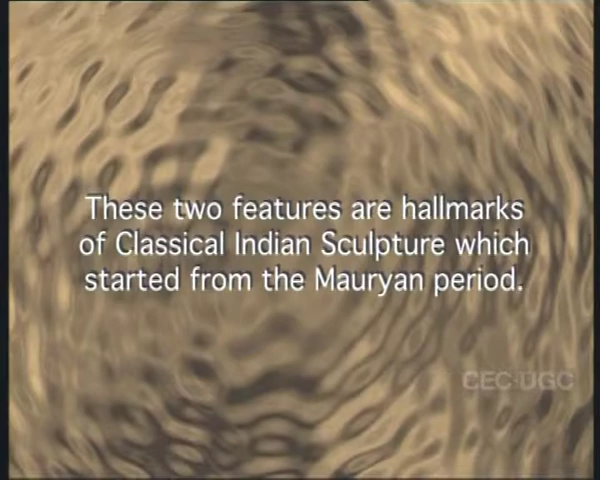 These two features are hallmarks
of Classical Indian Sculpture which
started from the Mauryan period.
CEC-UGC